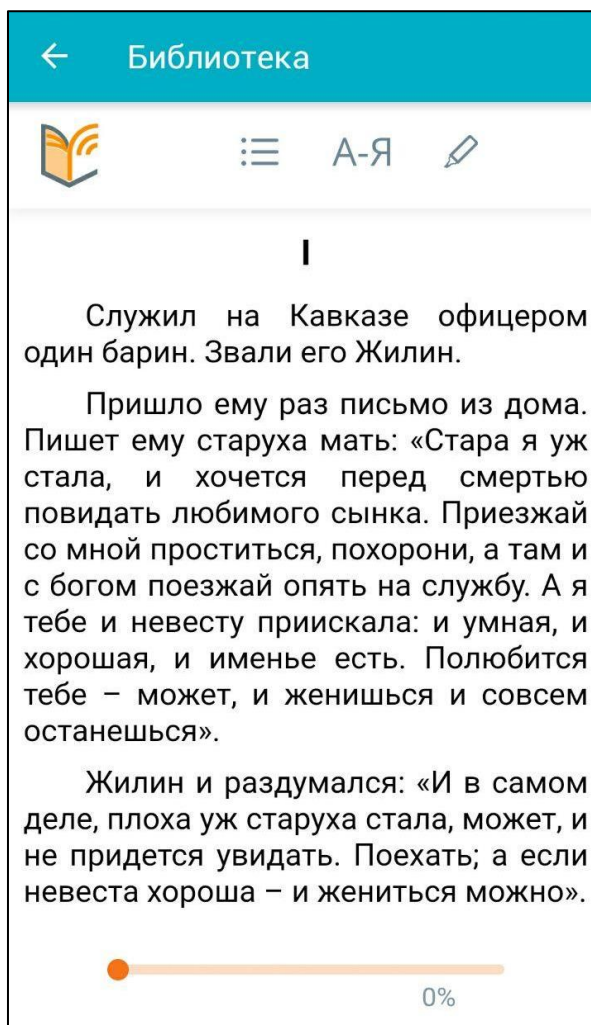 Библиотека
А-Я
I
Служил на Кавказе офицером
один барин. Звали его Жилин.
Пришло ему раз письмо из дома.
Пишет ему старуха мать: «Стара я уж
стала, и хочется перед смертью
повидать любимого сынка. Приезжай
со мной проститься, похорони, а там и
с богом поезжай опять на службу. А я
тебе и невесту приискала: и умная, и
хорошая, и именье есть. Полюбится
тебе – может, и женишься и совсем
останешься».
Жилин и раздумался: «И в самом
деле, плоха уж старуха стала, может, и
не придется увидать. Поехать; а если
невеста хороша – и жениться можно».
0%